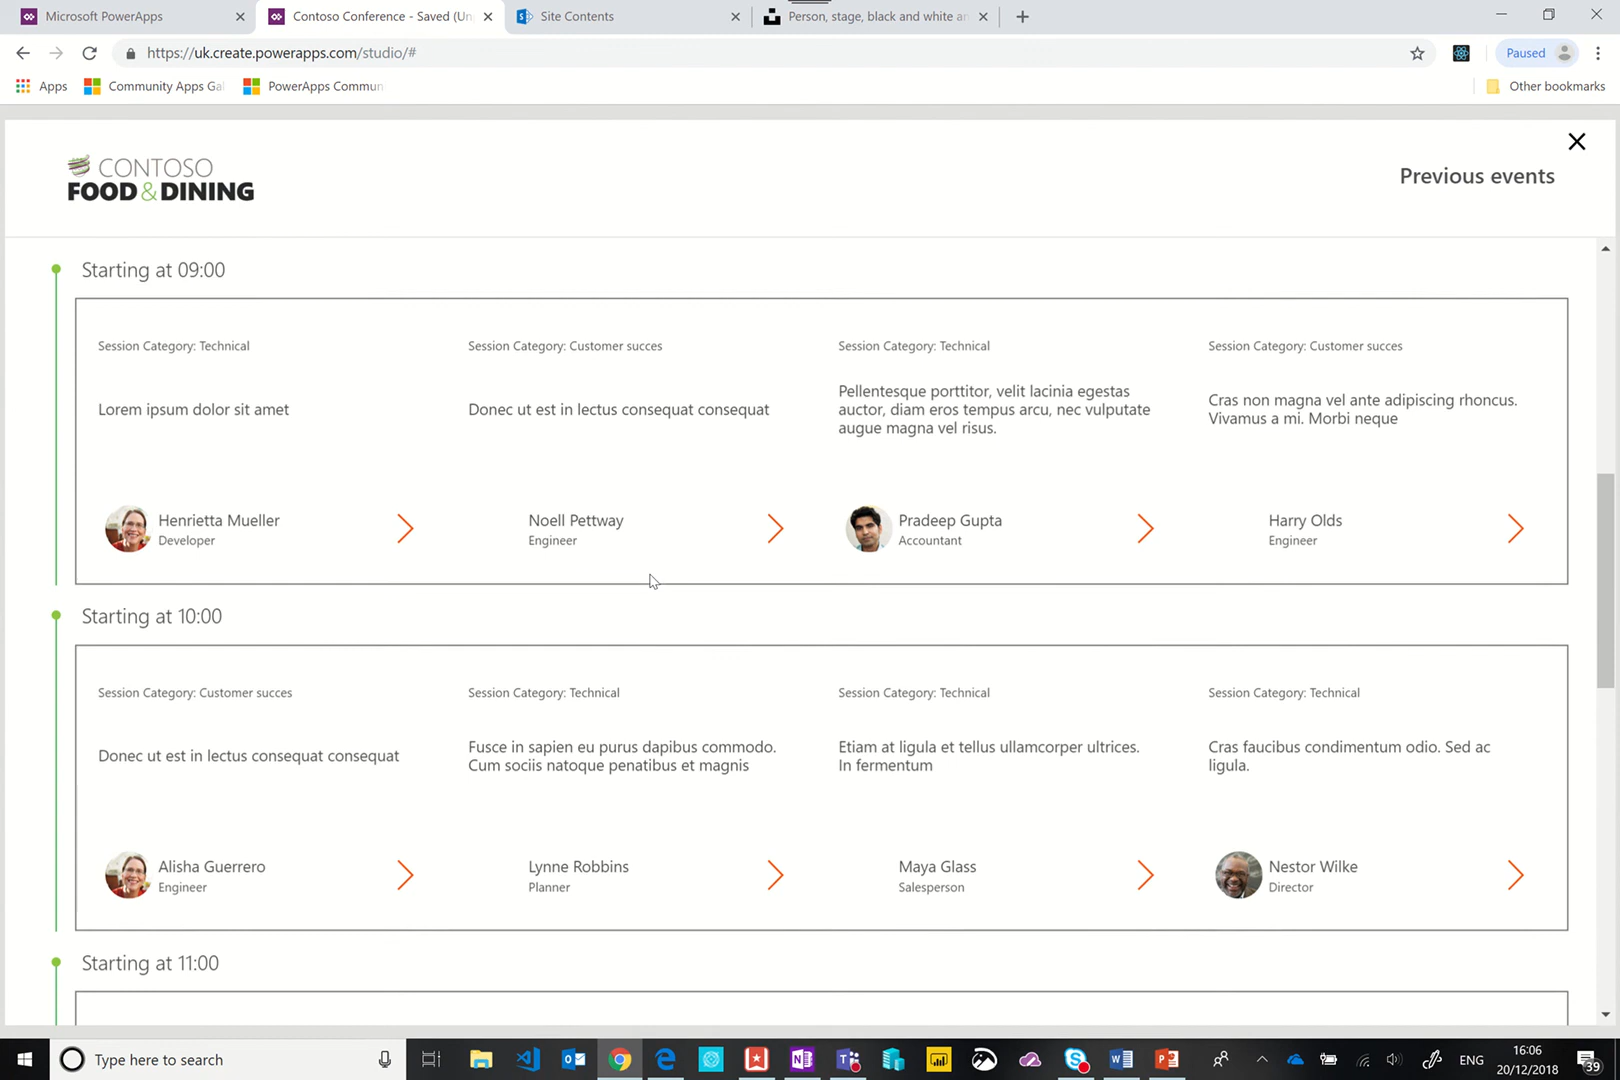 Microsoft PowerApps
Contoso Conference - Saved (Un
Site Contents
Person, stage, black and white a
https://uk.create.powerapps.com/studio/#
Paused
Apps
Community Apps Ga
PowerApps Commun
Other bookmarks
CONTOSO
FOOD & DINING
Previous events
Starting at 09:00
Session Category: Technical
Session Category: Customer succes
Session Category: Technical
Session Category: Customer succes
Lorem ipsum dolor sit amet
Donec ut est in lectus consequat consequat
Pellentesque porttitor, velit lacinia egestas
auctor, diam eros tempus arcu, nec vulputate
augue magna vel risus.
Cras non magna vel ante adipiscing rhoncus.
Vivamus a mi. Morbi neque
Henrietta Mueller
Developer
Noell Pettway
Engineer
Pradeep Gupta
Accountant
Harry Olds
Engineer
Starting at 10:00
Session Category: Customer succes
Session Category: Technical
Session Category: Technical
Session Category: Technical
Donec ut est in lectus consequat consequat
Fusce in sapien eu purus dapibus commodo.
Cum sociis natoque penatibus et magnis
Etiam at ligula et tellus ullamcorper ultrices.
In fermentum
Cras faucibus condimentum odio. Sed ac
ligula.
Alisha Guerrero
Engineer
Lynne Robbins
Planner
Maya Glass
Salesperson
Nestor Wilke
Director
Starting at 11:00
Type here to search
ENG
16:06
20/12/2018
39